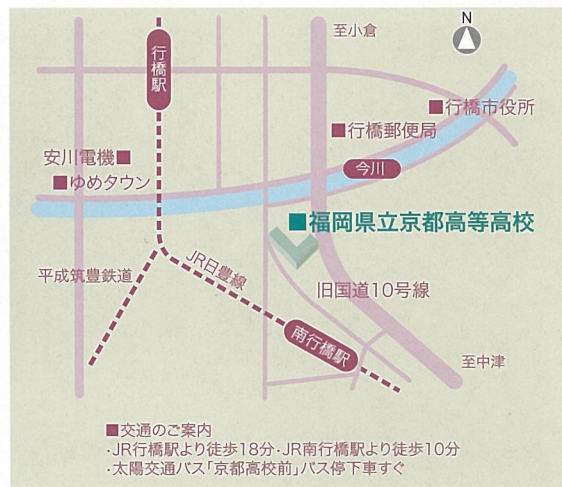 N
至小倉
行橋駅
■行橋市役所
■行橋郵便局
安川電機■
今川
■ゆめタウン
■福岡県立京都高等高校
平成筑豊鉄道
JR日豊線
旧国道10号線
南行橋駅
至中津
■交通のご案内
・JR行橋駅より徒歩18分・JR南行橋駅より徒歩10分
・太陽交通バス「京都高校前」バス停下車すぐ